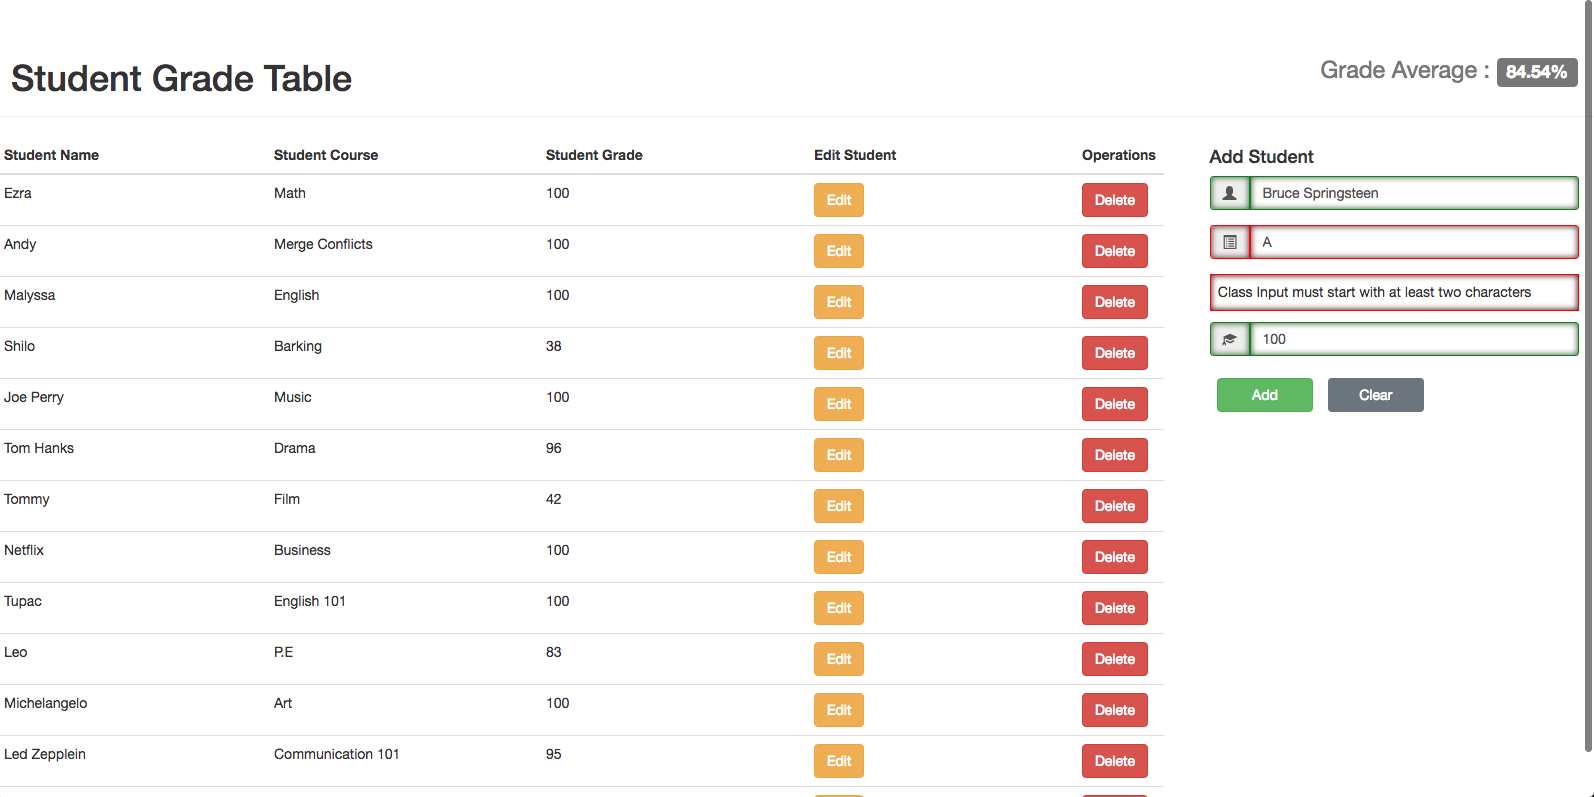 Student Grade Table
Grade Average : 84.54%
Student Name Student Course Student Grade Edit Student Operations
Ezra Math 100 Edit Delete
Andy Merge Conflicts 100 Edit Delete
Malyssa English 100 Edit Delete
Shilo Barking 38 Edit Delete
Joe Perry Music 100 Edit Delete
Tom Hanks Drama 96 Edit Delete
Tommy Film 42 Edit Delete
Netflix Business 100 Edit Delete
Tupac English 101 100 Edit Delete
Leo P.E 83 Edit Delete
Michelangelo Art 100 Edit Delete
Led Zepplein Communication 101 95 Edit Delete
Add Student
Bruce Springsteen
A
Class Input must start with at least two characters
100
Add Clear